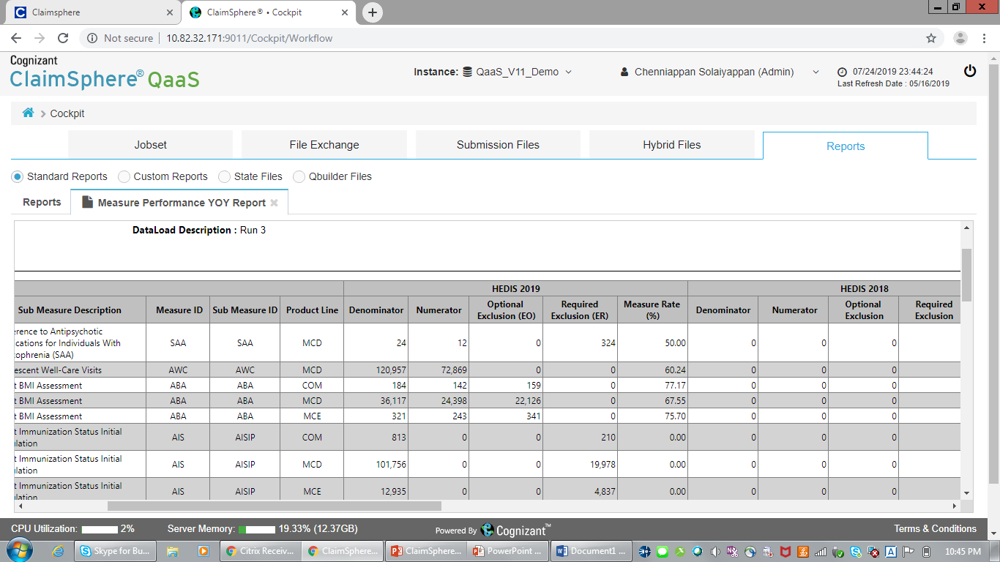 Claimsphere
ClaimSphere® • Cockpit
Not secure 10.82.32.171:9011/Cockpit/Workflow
Cognizant
ClaimSphere® QaaS
Instance: QaaS_V11_Demo
Chenniappan Solaiyappan (Admin)
07/24/2019 23:44:24
Last Refresh Date : 05/16/2019
Cockpit
Jobset File Exchange Submission Files Hybrid Files Reports
Standard Reports Custom Reports State Files Qbuilder Files
Reports Measure Performance YOY Report
DataLoad Description : Run 3
HEDIS 2019 HEDIS 2018
Sub Measure Description Measure ID Sub Measure ID Product Line Denominator Numerator Optional Exclusion (EO) Required Exclusion (ER) Measure Rate (%) Denominator Numerator Optional Exclusion Required Exclusion
erence to Antipsychotic
ications for Individuals With
ophrenia (SAA)
SAA SAA MCD 24 12 0 324 50.00 0 0 0
escent Well-Care Visits AWC AWC MCD 120,957 72,869 0 0 60.24 0 0 0
t BMI Assessment ABA ABA COM 184 142 159 0 77.17 0 0 0
t BMI Assessment ABA ABA MCD 36,117 24,398 22,126 0 67.55 0 0 0
t BMI Assessment ABA ABA MCE 321 243 341 0 75.70 0 0 0
t Immunization Status Initial
lation
AIS AISIP COM 813 0 0 210 0.00 0 0 0
t Immunization Status Initial
lation
AIS AISIP MCD 101,756 0 0 19,978 0.00 0 0 0
t Immunization Status Initial
lation
AIS AISIP MCE 12,935 0 0 4,837 0.00 0 0 0
CPU Utilization: 2% Server Memory: 19.33% (12.37GB) Powered By Cognizant™ Terms & Conditions
Skype for Bu... Citrix Receiv... ClaimSphere... ClaimSphere... PowerPoint ... Document1 ... 10:45 PM